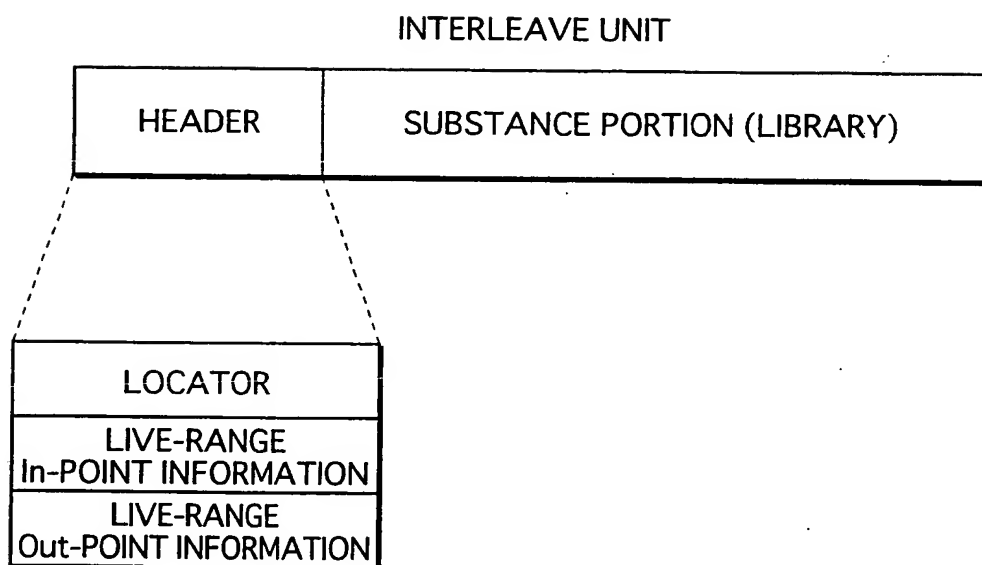 INTERLEAVE UNIT
HEADER
SUBSTANCE PORTION (LIBRARY)
LOCATOR
LIVE-RANGE
In-POINT INFORMATION
LIVE-RANGE
Out-POINT INFORMATION